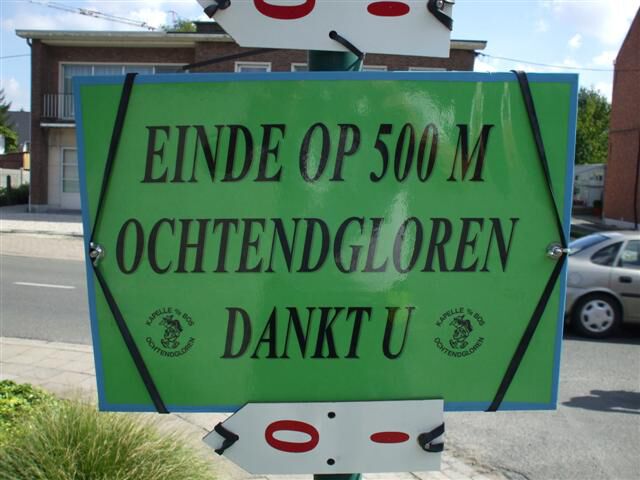 EINDE OP 500 M
OCHTENDGLOREN
DANKT U
KAPELLE o/d BOS
OCHTENDGLOREN
KAPELLE o/d BOS
OCHTENDGLOREN